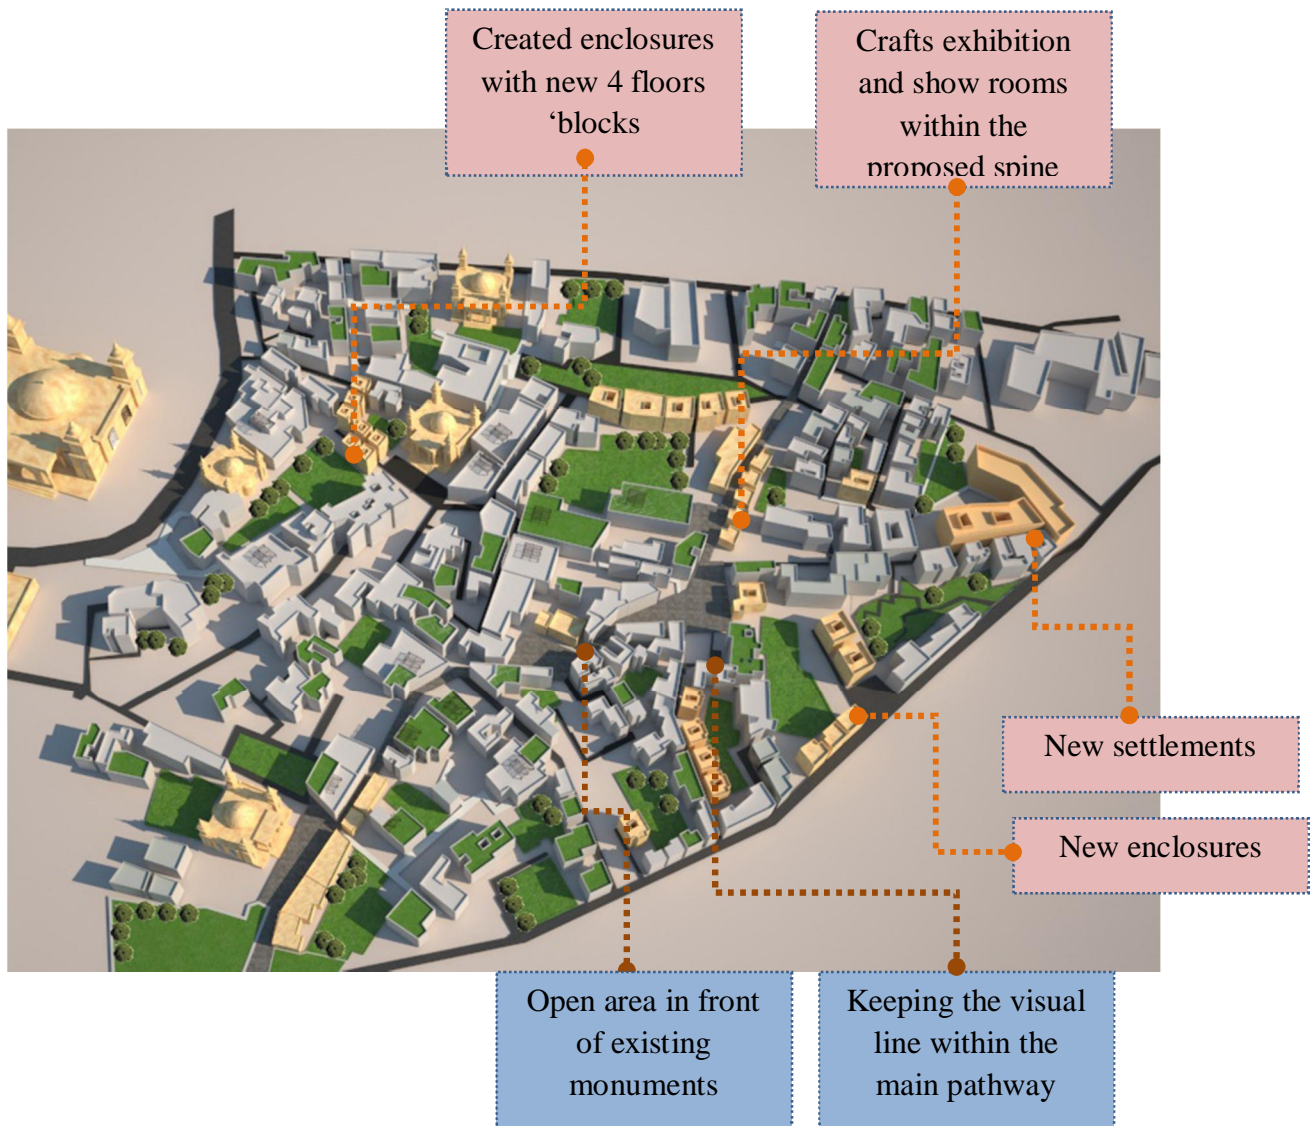 Created enclosures
with new 4 floors
‘blocks
Crafts exhibition
and show rooms
within the
proposed spine
New settlements
New enclosures
Open area in front
of existing
monuments
Keeping the visual
line within the
main pathway